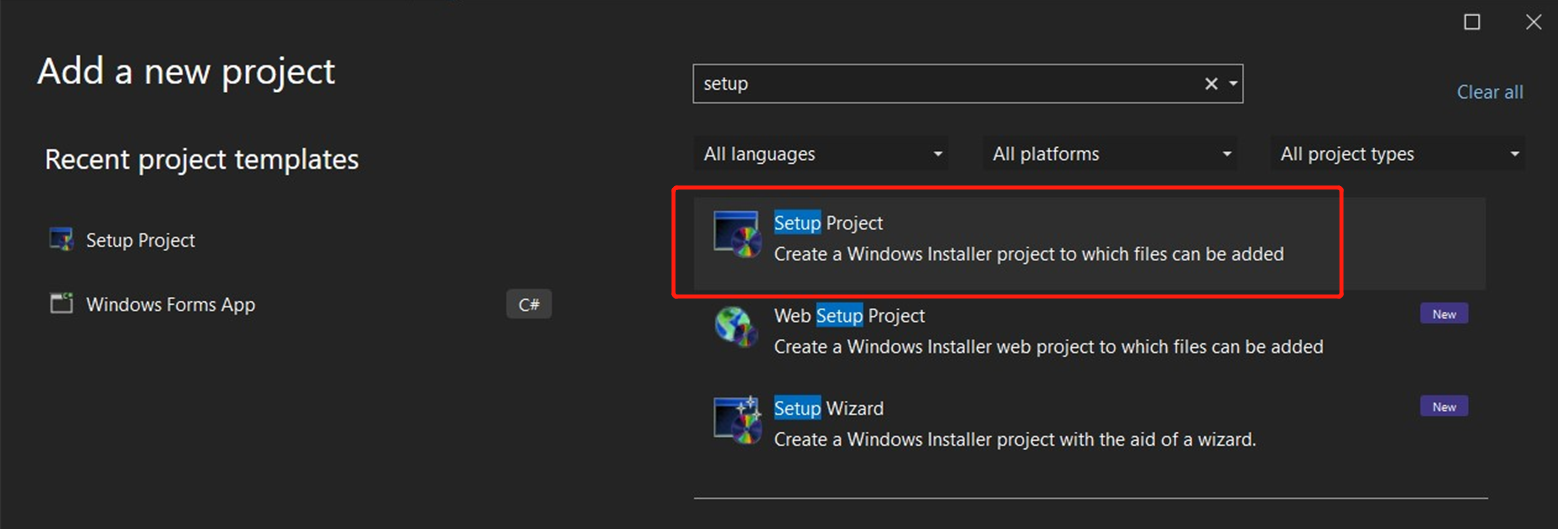 Add a new project
Recent project templates
Setup Project
Windows Forms App
C#
setup
Clear all
All languages
All platforms
All project types
Setup Project
Create a Windows Installer project to which files can be added
Web Setup Project
New
Create a Windows Installer web project to which files can be added
Setup Wizard
New
Create a Windows Installer project with the aid of a wizard.